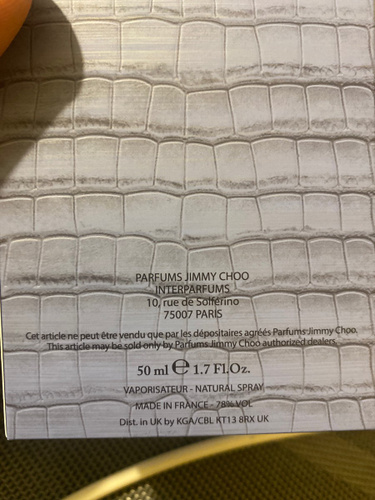 PARFUMS JIMMY CHOO
INTERPARFUMS
10, rue de Solférino
75007 PARIS
Cet article ne peut être vendu que par les dépositaires agréés Parfums Jimmy Choo.
This article may be sold only by Parfums Jimmy Choo authorized dealers.
50 ml ℮ 1.7 Fl.Oz.
VAPORISATEUR - NATURAL SPRAY
MADE IN FRANCE - 78% VOL
Dist. in UK by KGA/CBL KT13 8RX UK